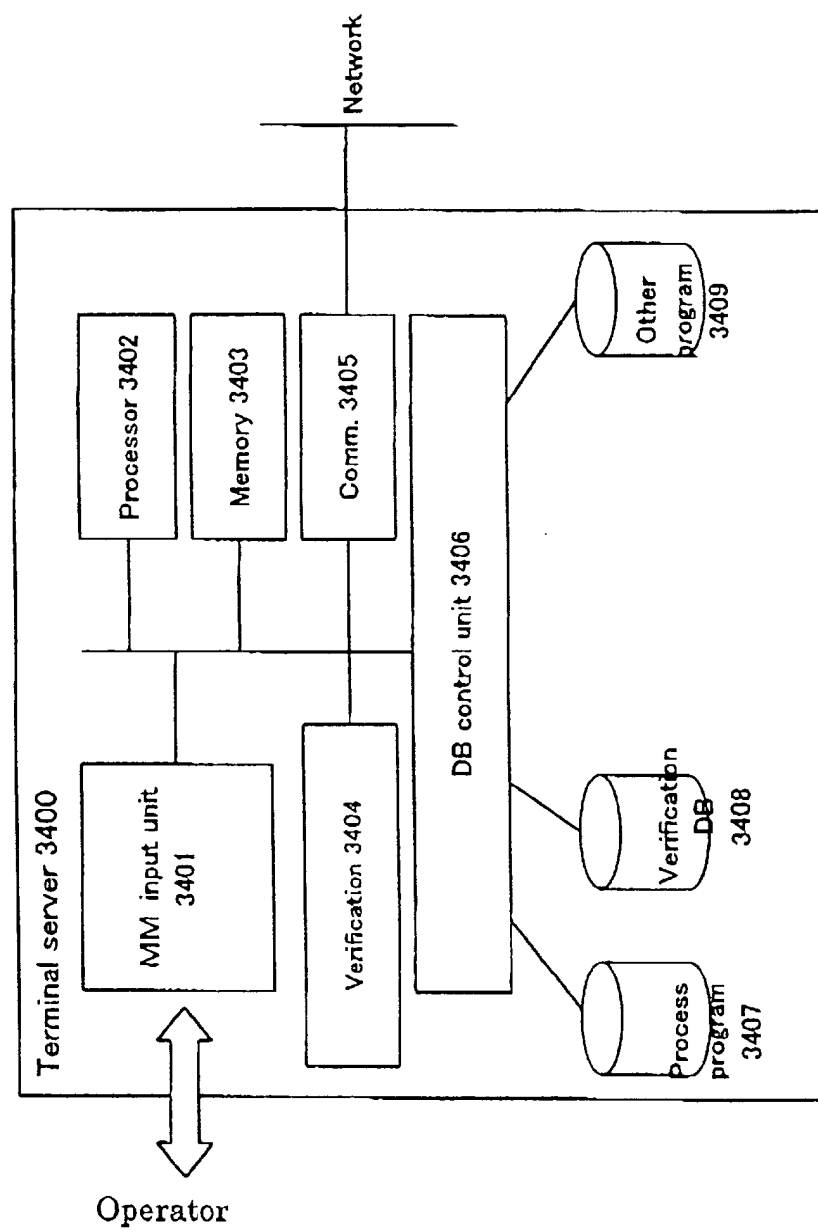 Terminal server 3400
MM input unit
3401
Processor 3402
Memory 3403
Verification 3404
Comm. 3405
Network
DB control unit 3406
Process
program
3407
Verification
DB
3408
Other
program
3409
Operator